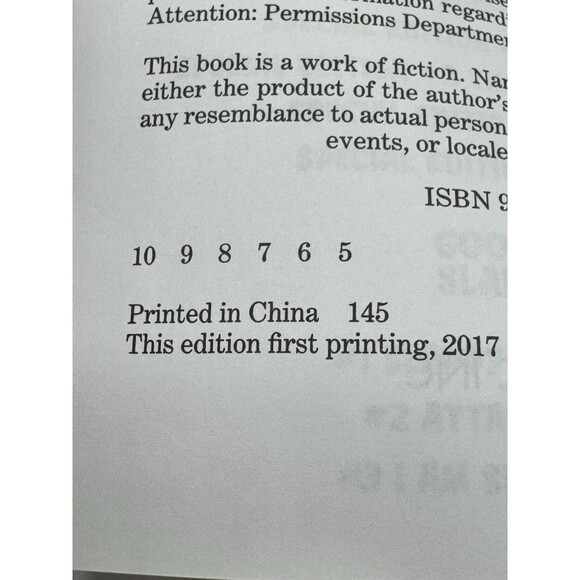 regardi
Attention: Permissions Departmen
This book is a work of fiction. Nar
either the product of the author's
any resemblance to actual person
events, or locale
ISBN 9
10 9 8 7 6 5
Printed in China 145
This edition first printing, 2017